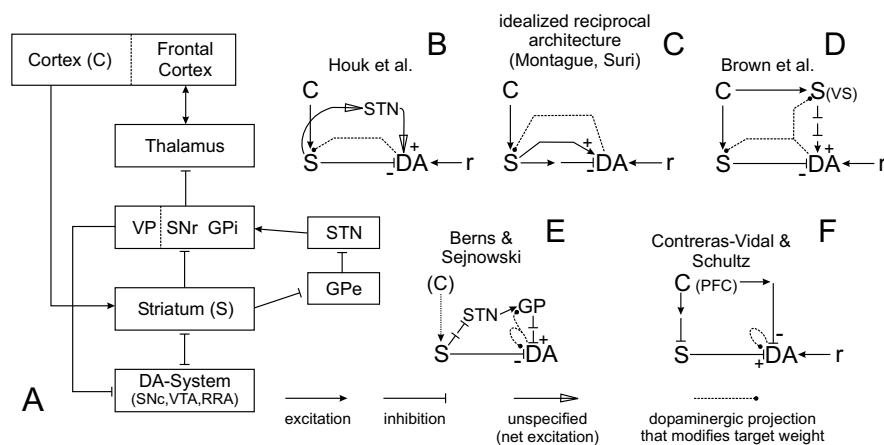 Cortex (C)
Frontal
Cortex
Thalamus
VP SNr GPi
STN
GPe
Striatum (S)
DA-System
(SNc,VTA,RRA)
A
B
Houk et al.
C
STN
S
+
-
DA
r
idealized reciprocal
architecture
(Montague, Suri)
C
S
+
-
DA
r
C
D
Brown et al.
C
S(VS)
S
+
-
DA
r
E
Berns &
Sejnowski
(C)
STN
GP
S
+
-
DA
F
Contreras-Vidal &
Schultz
C (PFC)
S
-
+
DA
r
excitation
inhibition
unspecified
(net excitation)
dopaminergic projection
that modifies target weight